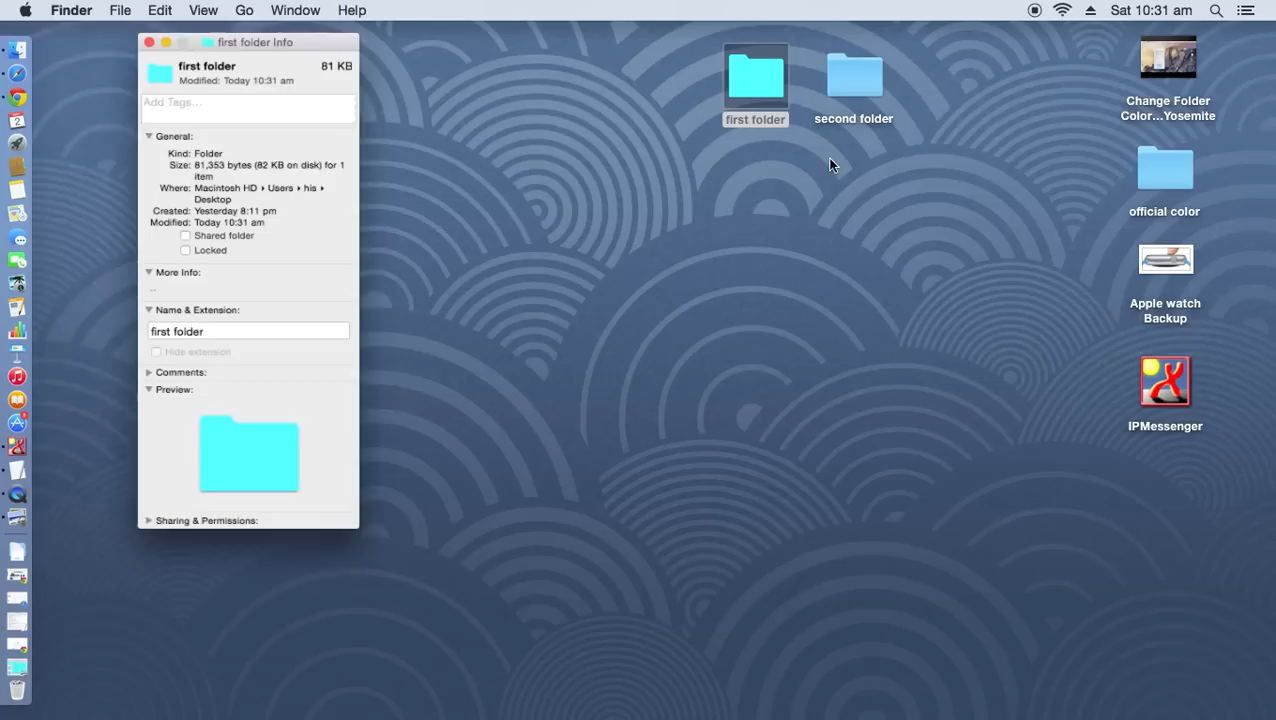 Finder File Edit View Go Window Help
Sat 10:31 am
first folder Info
first folder 81 KB
Modified: Today 10:31 am
Add Tags...
General:
Kind: Folder
Size: 81,353 bytes (82 KB on disk) for 1
item
Where: Macintosh HD ▸ Users ▸ his ▸
Desktop
Created: Yesterday 8:11 pm
Modified: Today 10:31 am
Shared folder
Locked
More Info:
--
Name & Extension:
first folder
Hide extension
Comments:
Preview:
Sharing & Permissions:
first folder
second folder
Change Folder
Color...Yosemite
official color
Apple watch
Backup
IPMessenger
2